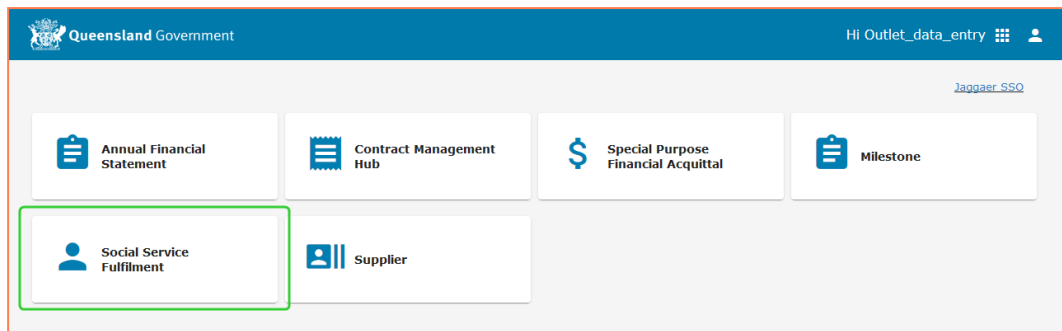 Queensland Government
Hi Outlet_data_entry
Jaggaer SSO
Annual Financial
Statement
Contract Management
Hub
Special Purpose
Financial Acquittal
Milestone
Social Service
Fulfilment
Supplier